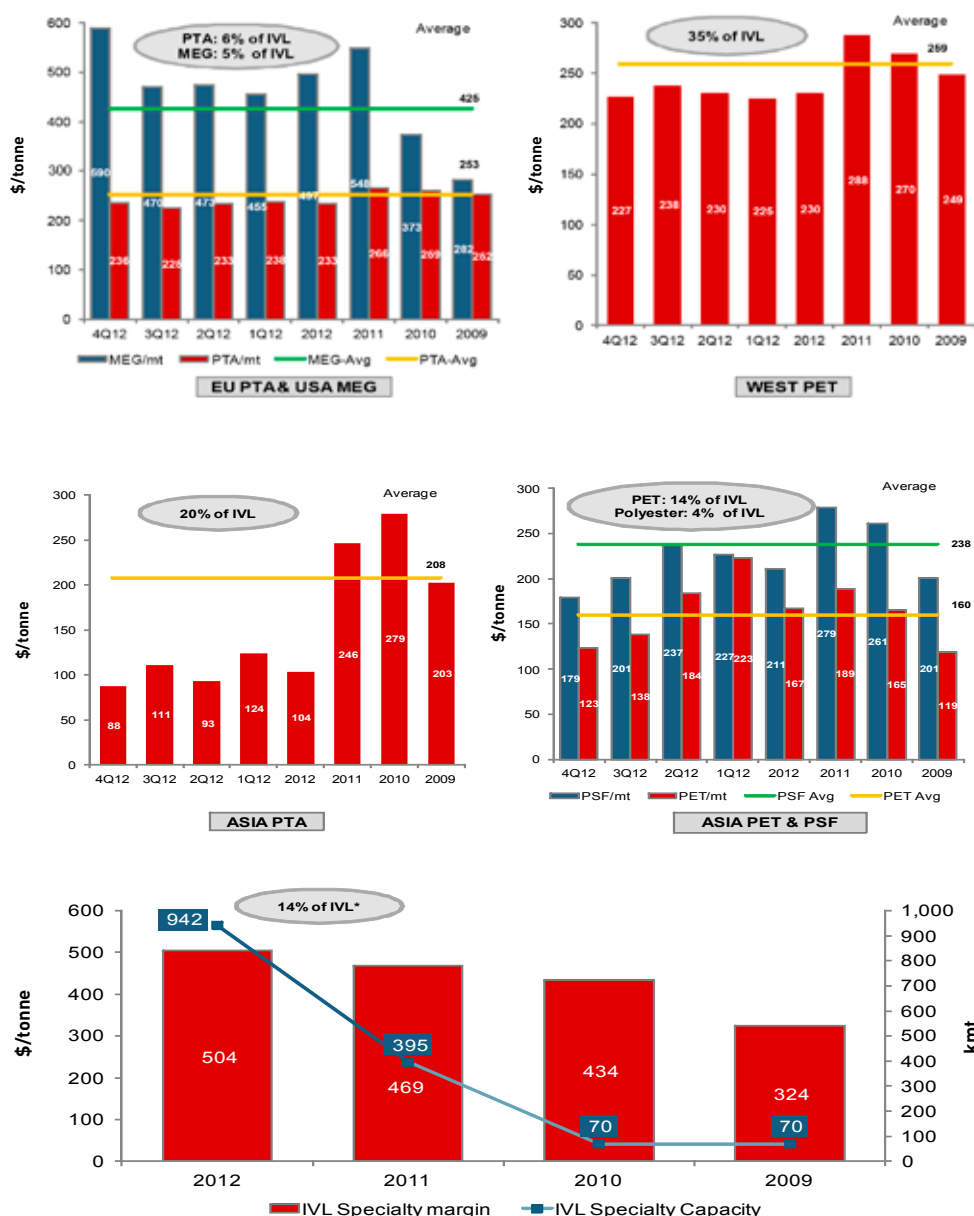 PTA: 6% of IVL
MEG: 5% of IVL
Average
$/tonne
600
500
400
300
200
100
0
425
253
590
236
470
225
473
233
455
238
497
233
548
266
373
259
282
252
4Q12 3Q12 2Q12 1Q12 2012 2011 2010 2009
MEG/mt PTA/mt MEG-Avg PTA-Avg
EU PTA& USA MEG
35% of IVL
Average
$/tonne
300
250
200
150
100
50
0
259
227 238 230 225 230 288 270 249
4Q12 3Q12 2Q12 1Q12 2012 2011 2010 2009
WEST PET
20% of IVL
Average
$/tonne
300
250
200
150
100
50
0
208
88 111 93 124 104 246 279 203
4Q12 3Q12 2Q12 1Q12 2012 2011 2010 2009
ASIA PTA
PET: 14% of IVL
Polyester: 4% of IVL
Average
$/tonne
300
250
200
150
100
50
0
238
160
179 123 201 138 237 184 227 223 211 167 279 189 261 165 201 119
4Q12 3Q12 2Q12 1Q12 2012 2011 2010 2009
PSF/mt PET/mt PSF Avg PET Avg
ASIA PET & PSF
14% of IVL*
$/tonne
600
500
400
300
200
100
0
942
395
70
70
504
469
434
324
1,000
900
800
700
600
500
400
300
200
100
0
kmt
2012 2011 2010 2009
IVL Specialty margin IVL Specialty Capacity